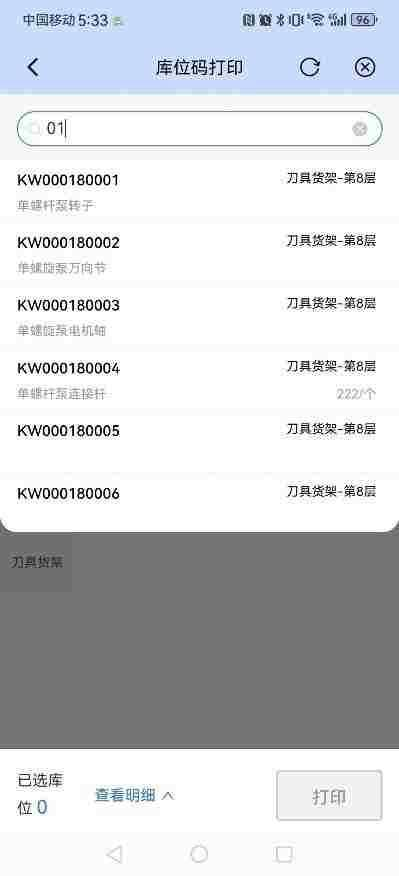 中国移动 5:33 96
库位码打印
01
KW000180001 刀具货架-第8层
单螺杆泵转子
KW000180002 刀具货架-第8层
单螺旋泵万向节
KW000180003 刀具货架-第8层
单螺旋泵电机轴
KW000180004 刀具货架-第8层
单螺杆泵连接杆 222/个
KW000180005 刀具货架-第8层
KW000180006 刀具货架-第8层
刀具货架
已选库
位 0 查看明细 打印